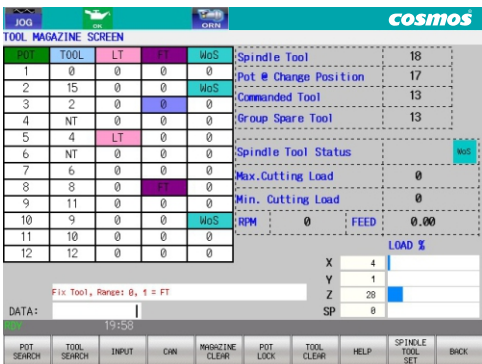 JOG OK ORN cosmos
TOOL MAGAZINE SCREEN
POT TOOL LT FT WoS
1 0 0 0 0
2 15 0 0 WoS
3 2 0 0 0
4 NT 0 0 0
5 4 LT 0 0
6 NT 0 0 0
7 6 0 0 0
8 8 0 FT 0
9 11 0 0 0
10 9 0 0 WoS
11 10 0 0 0
12 12 0 0 0
Spindle Tool 18
Pot @ Change Position 17
Commanded Tool 13
Group Spare Tool 13
Spindle Tool Status WoS
Max.Cutting Load 0
Min. Cutting Load 0
RPM 0 FEED 0.00
LOAD %
X 4
Y 1
Z 28
SP 0
Fix Tool, Range: 0, 1 = FT
DATA:
RDY 19:58
POT SEARCH TOOL SEARCH INPUT CAN MAGAZINE CLEAR POT LOCK TOOL CLEAR HELP SPINDLE TOOL SET BACK